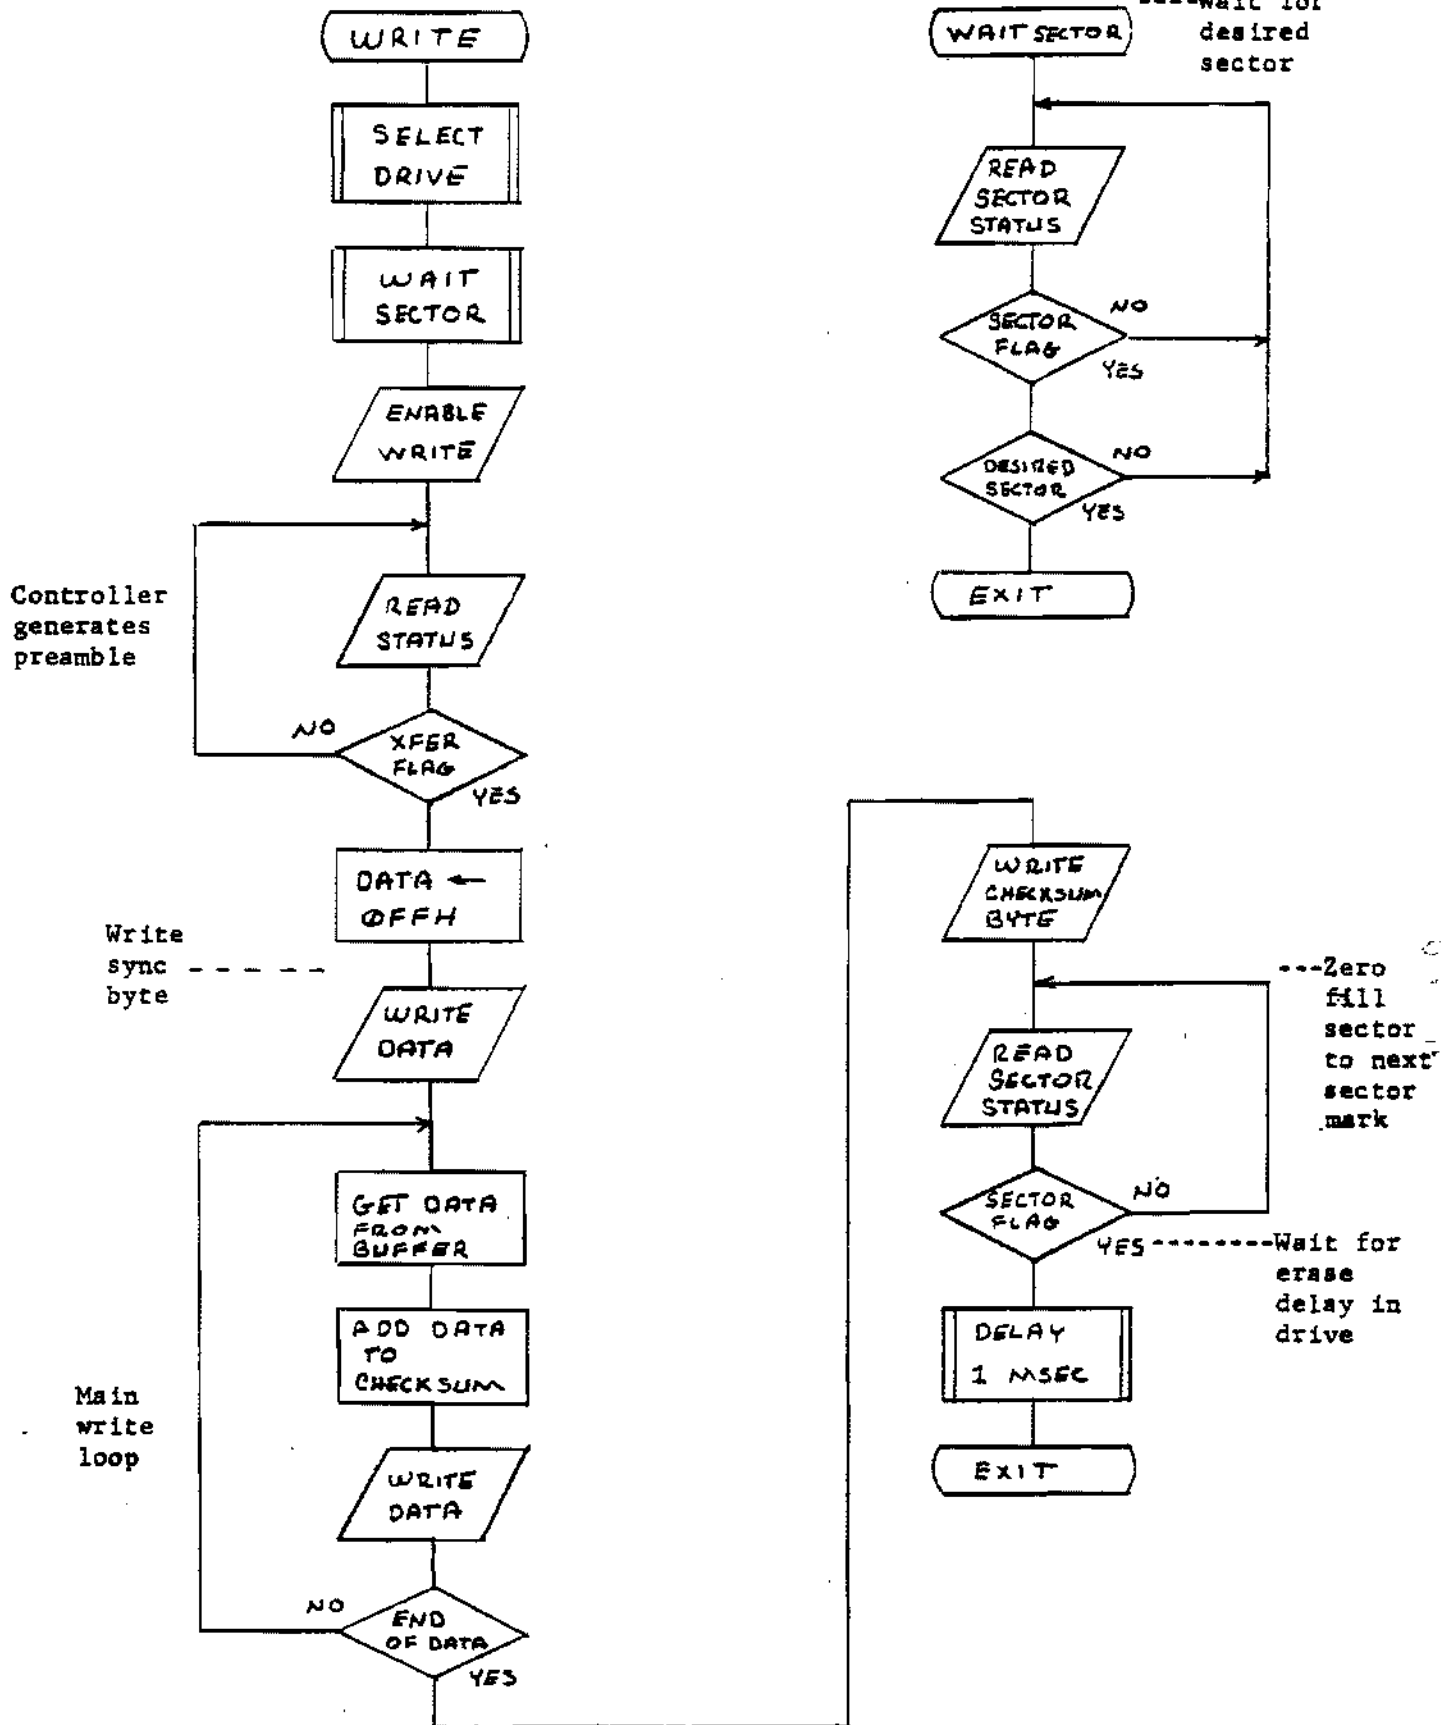 WRITE
SELECT
DRIVE
WAIT
SECTOR
ENABLE
WRITE
Controller
generates
preamble
READ
STATUS
NO
XFER
FLAG
YES
DATA ←
0FFH
Write
sync
byte
WRITE
DATA
GET DATA
FROM
BUFFER
ADD DATA
TO
CHECKSUM
Main
write
loop
WRITE
DATA
NO
END
OF DATA
YES
WAIT SECTOR
Wait for
desired
sector
READ
SECTOR
STATUS
SECTOR
FLAG
NO
YES
DESIRED
SECTOR
NO
YES
EXIT
WRITE
CHECKSUM
BYTE
Zero
fill
sector
to next
sector
mark
READ
SECTOR
STATUS
SECTOR
FLAG
NO
YES
Wait for
erase
delay in
drive
DELAY
1 MSEC
EXIT